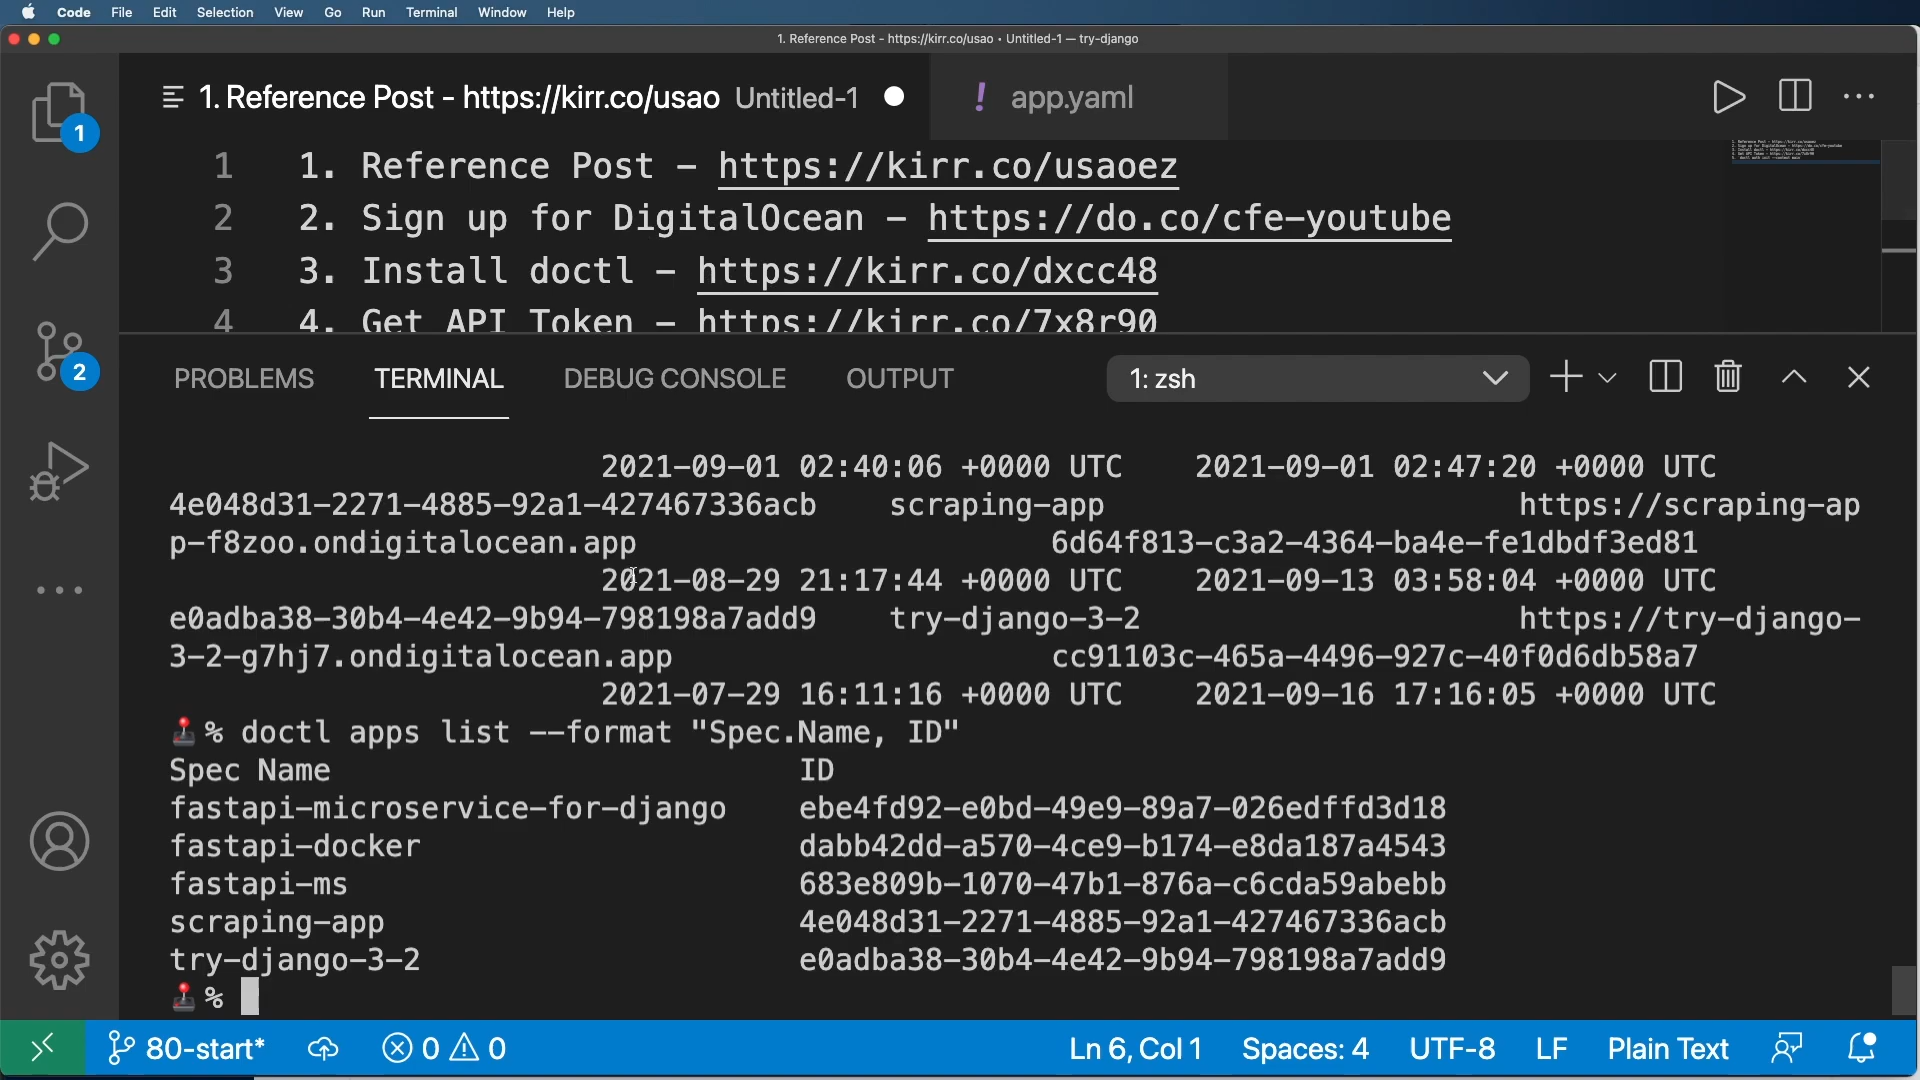 Code File Edit Selection View Go Run Terminal Window Help
1. Reference Post - https://kirr.co/usao • Untitled-1 — try-django
1. Reference Post - https://kirr.co/usao Untitled-1 ! app.yaml
1 1. Reference Post - https://kirr.co/usaoez
2 2. Sign up for DigitalOcean - https://do.co/cfe-youtube
3 3. Install doctl - https://kirr.co/dxcc48
4 4. Get API Token - https://kirr.co/7x8r90
1
2
PROBLEMS TERMINAL DEBUG CONSOLE OUTPUT 1: zsh
2021-09-01 02:40:06 +0000 UTC 2021-09-01 02:47:20 +0000 UTC
4e048d31-2271-4885-92a1-427467336acb scraping-app https://scraping-ap
p-f8zoo.ondigitalocean.app 6d64f813-c3a2-4364-ba4e-fe1dbdf3ed81
2021-08-29 21:17:44 +0000 UTC 2021-09-13 03:58:04 +0000 UTC
e0adba38-30b4-4e42-9b94-798198a7add9 try-django-3-2 https://try-django-
3-2-g7hj7.ondigitalocean.app cc91103c-465a-4496-927c-40f0d6db58a7
2021-07-29 16:11:16 +0000 UTC 2021-09-16 17:16:05 +0000 UTC
🕹️% doctl apps list --format "Spec.Name, ID"
Spec Name ID
fastapi-microservice-for-django ebe4fd92-e0bd-49e9-89a7-026edffd3d18
fastapi-docker dabb42dd-a570-4ce9-b174-e8da187a4543
fastapi-ms 683e809b-1070-47b1-876a-c6cda59abebb
scraping-app 4e048d31-2271-4885-92a1-427467336acb
try-django-3-2 e0adba38-30b4-4e42-9b94-798198a7add9
🕹️%
80-start* 0 0 Ln 6, Col 1 Spaces: 4 UTF-8 LF Plain Text